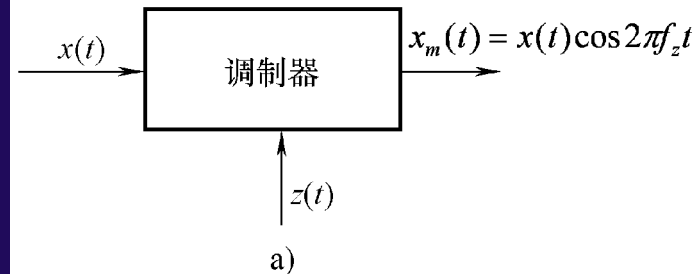 x(t)
调制器
x_m(t) = x(t)cos2πf_z t
z(t)
a)